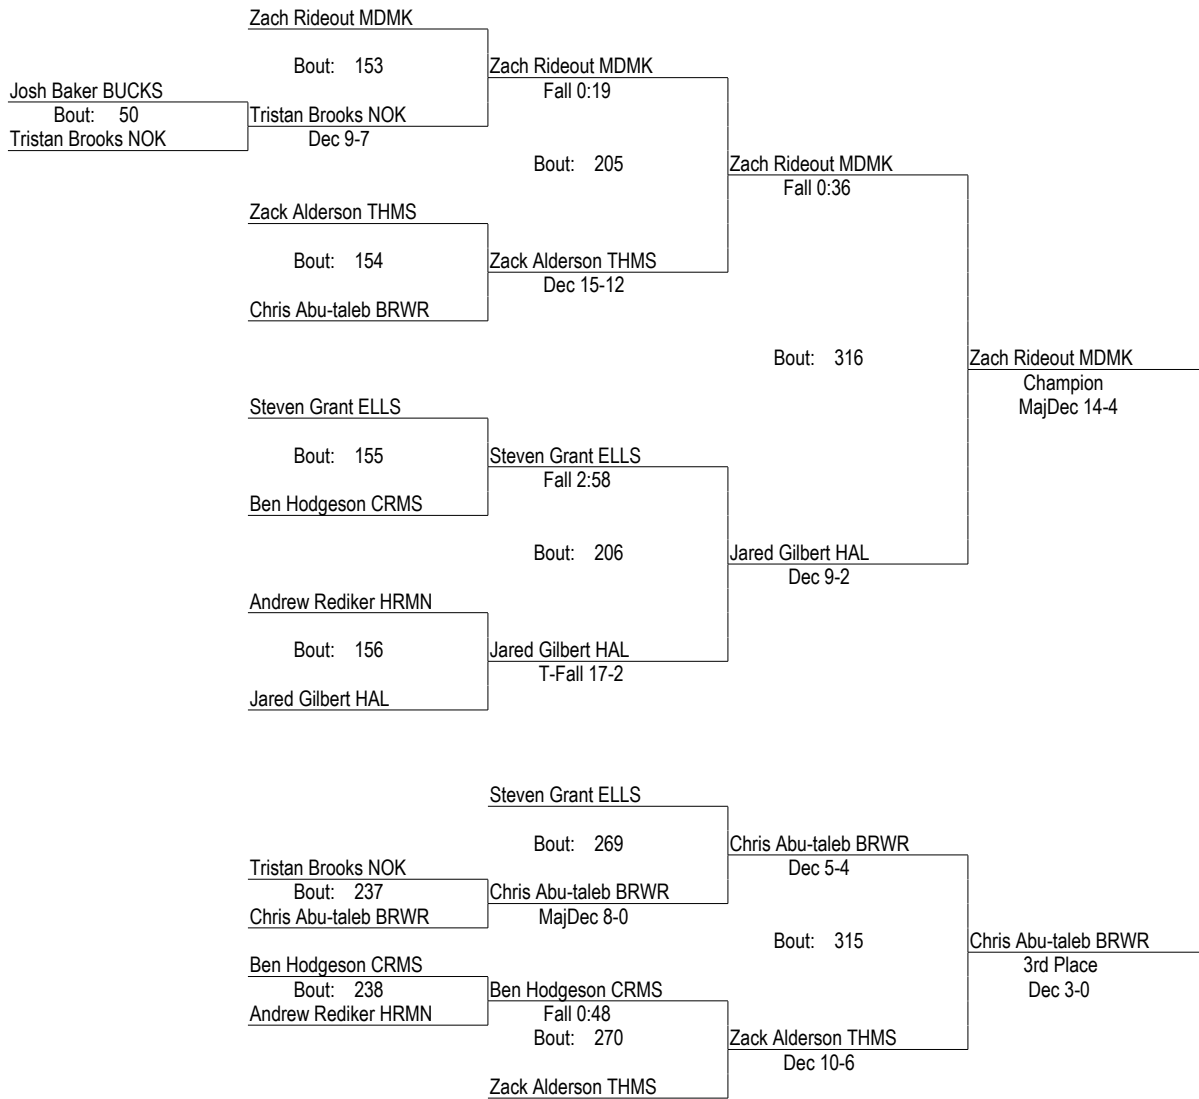 Zach Rideout MDMK
Bout: 153
Zach Rideout MDMK
Fall 0:19
Josh Baker BUCKS
Bout: 50
Tristan Brooks NOK
Tristan Brooks NOK
Dec 9-7
Bout: 205
Zach Rideout MDMK
Fall 0:36
Zack Alderson THMS
Bout: 154
Zack Alderson THMS
Dec 15-12
Chris Abu-taleb BRWR
Bout: 316
Zach Rideout MDMK
Champion
MajDec 14-4
Steven Grant ELLS
Bout: 155
Steven Grant ELLS
Fall 2:58
Ben Hodgeson CRMS
Bout: 206
Jared Gilbert HAL
Dec 9-2
Andrew Rediker HRMN
Bout: 156
Jared Gilbert HAL
T-Fall 17-2
Jared Gilbert HAL
Steven Grant ELLS
Bout: 269
Chris Abu-taleb BRWR
Dec 5-4
Tristan Brooks NOK
Bout: 237
Chris Abu-taleb BRWR
Chris Abu-taleb BRWR
MajDec 8-0
Bout: 315
Chris Abu-taleb BRWR
3rd Place
Dec 3-0
Ben Hodgeson CRMS
Bout: 238
Andrew Rediker HRMN
Ben Hodgeson CRMS
Fall 0:48
Bout: 270
Zack Alderson THMS
Dec 10-6
Zack Alderson THMS